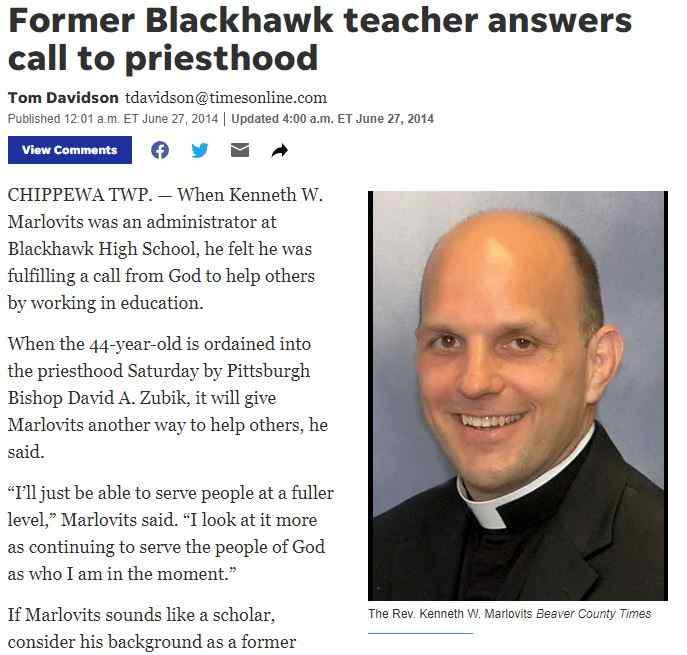 Former Blackhawk teacher answers
call to priesthood
Tom Davidson tdavidson@timesonline.com
Published 12:01 a.m. ET June 27, 2014 | Updated 4:00 a.m. ET June 27, 2014
View Comments
CHIPPEWA TWP. — When Kenneth W.
Marlovits was an administrator at
Blackhawk High School, he felt he was
fulfilling a call from God to help others
by working in education.
When the 44-year-old is ordained into
the priesthood Saturday by Pittsburgh
Bishop David A. Zubik, it will give
Marlovits another way to help others, he
said.
“I’ll just be able to serve people at a fuller
level,” Marlovits said. “I look at it more
as continuing to serve the people of God
as who I am in the moment.”
If Marlovits sounds like a scholar,
consider his background as a former
The Rev. Kenneth W. Marlovits Beaver County Times